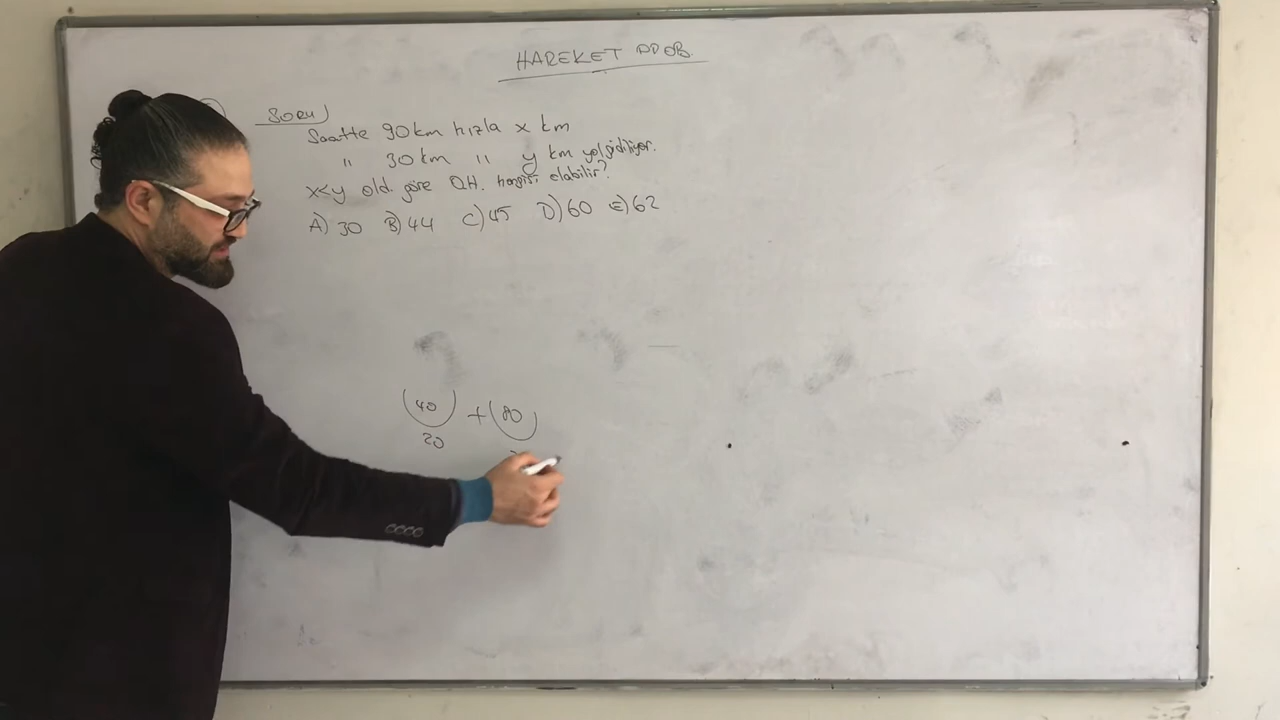 HAREKET PROB.
Soru)
Saatte 90km hızla x km
" 30km " y km yol gidiliyor.
x<y old. göre OH. hangisi olabilir?
A) 30 B) 44 C) 45 D) 60 E) 62
(40) + (80)
20